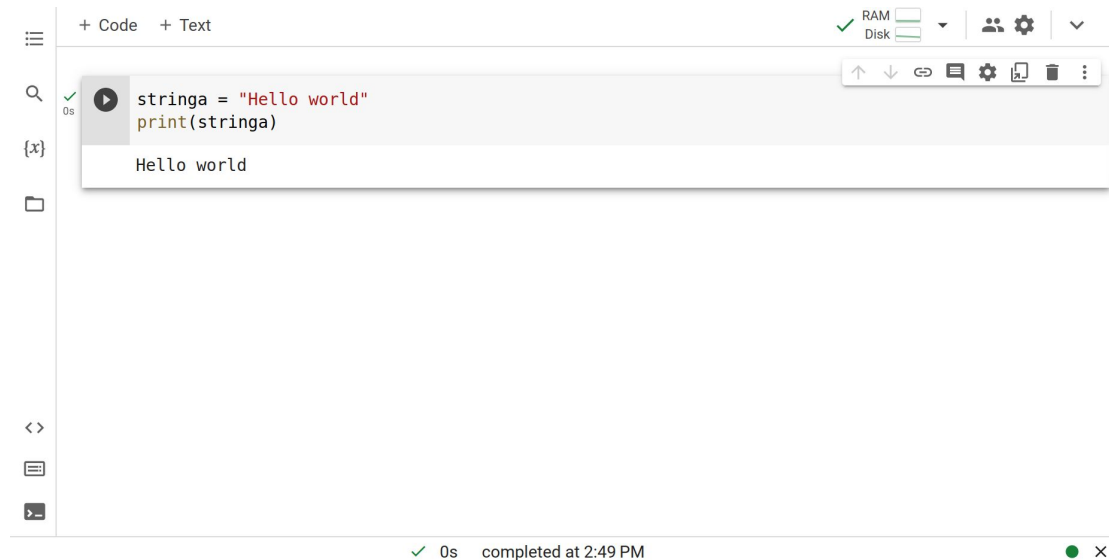 + Code + Text
RAM
Disk
0s
stringa = "Hello world"
print(stringa)
{x}
Hello world
0s completed at 2:49 PM